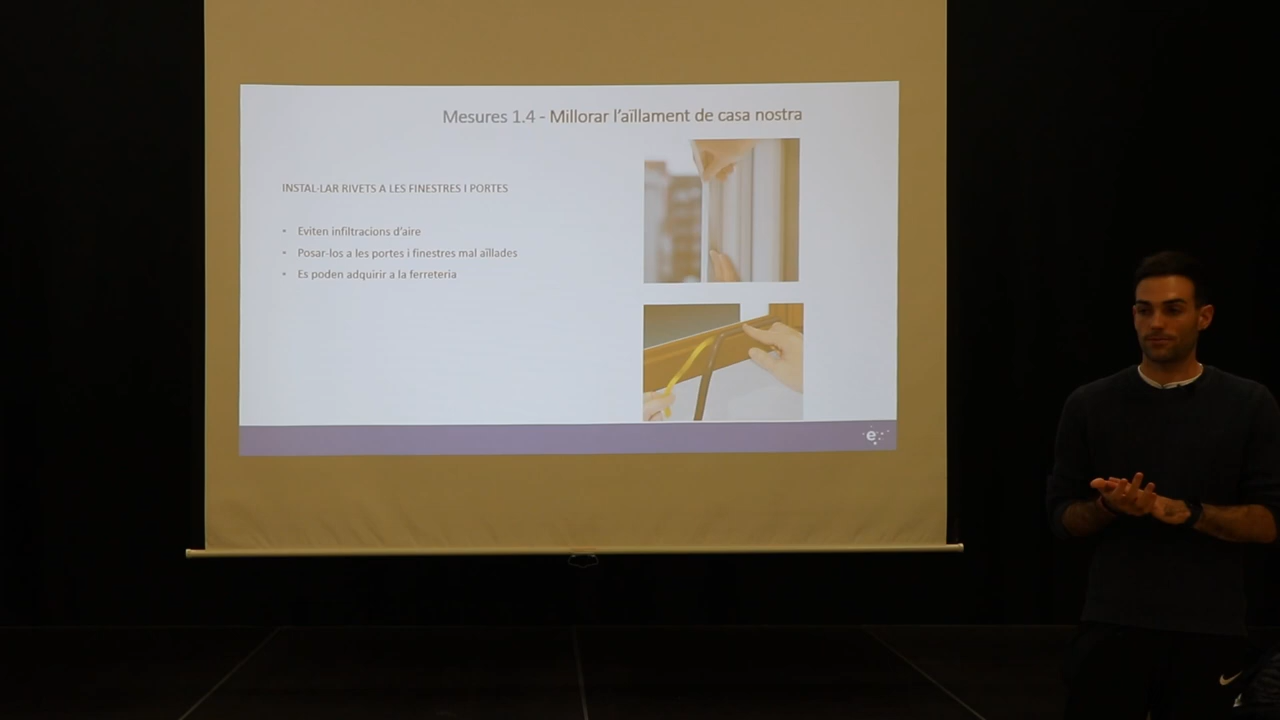 Mesures 1.4 - Millorar l'aïllament de casa nostra
INSTAL·LAR RIVETS A LES FINESTRES I PORTES
• Eviten infiltracions d'aire
• Posar-los a les portes i finestres mal aïllades
• Es poden adquirir a la ferreteria
e